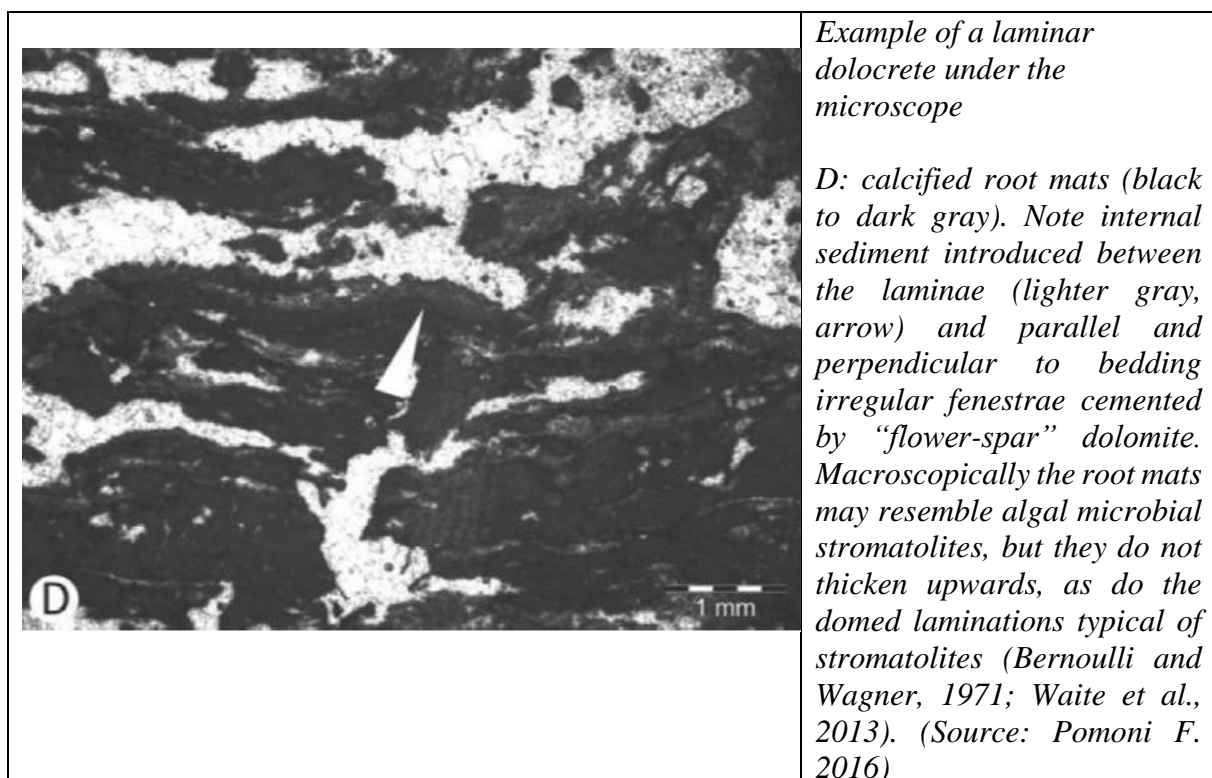 Example of a laminar
dolocrete under the
microscope
D: calcified root mats (black
to dark gray). Note internal
sediment introduced between
the laminae (lighter gray,
arrow) and parallel and
perpendicular to bedding
irregular fenestrae cemented
by “flower-spar” dolomite.
Macroscopically the root mats
may resemble algal microbial
stromatolites, but they do not
thicken upwards, as do the
domed laminations typical of
stromatolites (Bernoulli and
Wagner, 1971; Waite et al.,
2013). (Source: Pomoni F.
2016)
D
1 mm